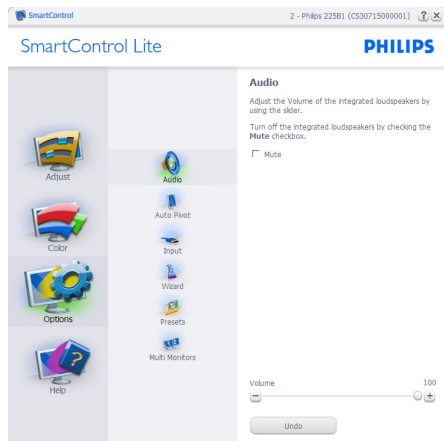 SmartControl
2 - Philips 225B1 (CS30715000001)
SmartControl Lite
PHILIPS
Adjust
Color
Options
Help
Audio
Auto Pivot
Input
Wizard
Presets
Multi Monitors
Audio
Adjust the Volume of the integrated loudspeakers by
using the slider.
Turn off the integrated loudspeakers by checking the
Mute checkbox.
Mute
Volume 100
Undo